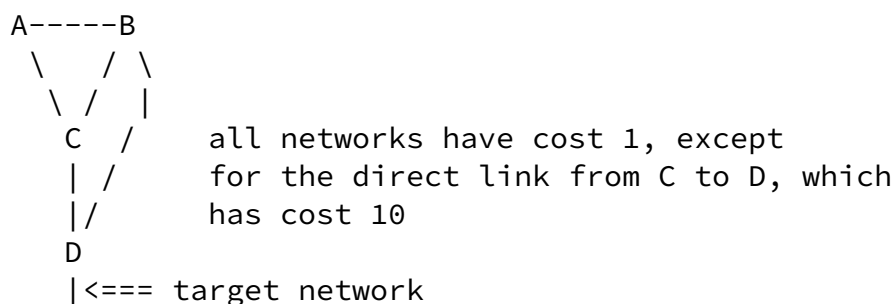 A-----B
 \   / \
  \ /  |
   C  /    all networks have cost 1, except
   | /     for the direct link from C to D, which
   |/      has cost 10
   D
   |<=== target network